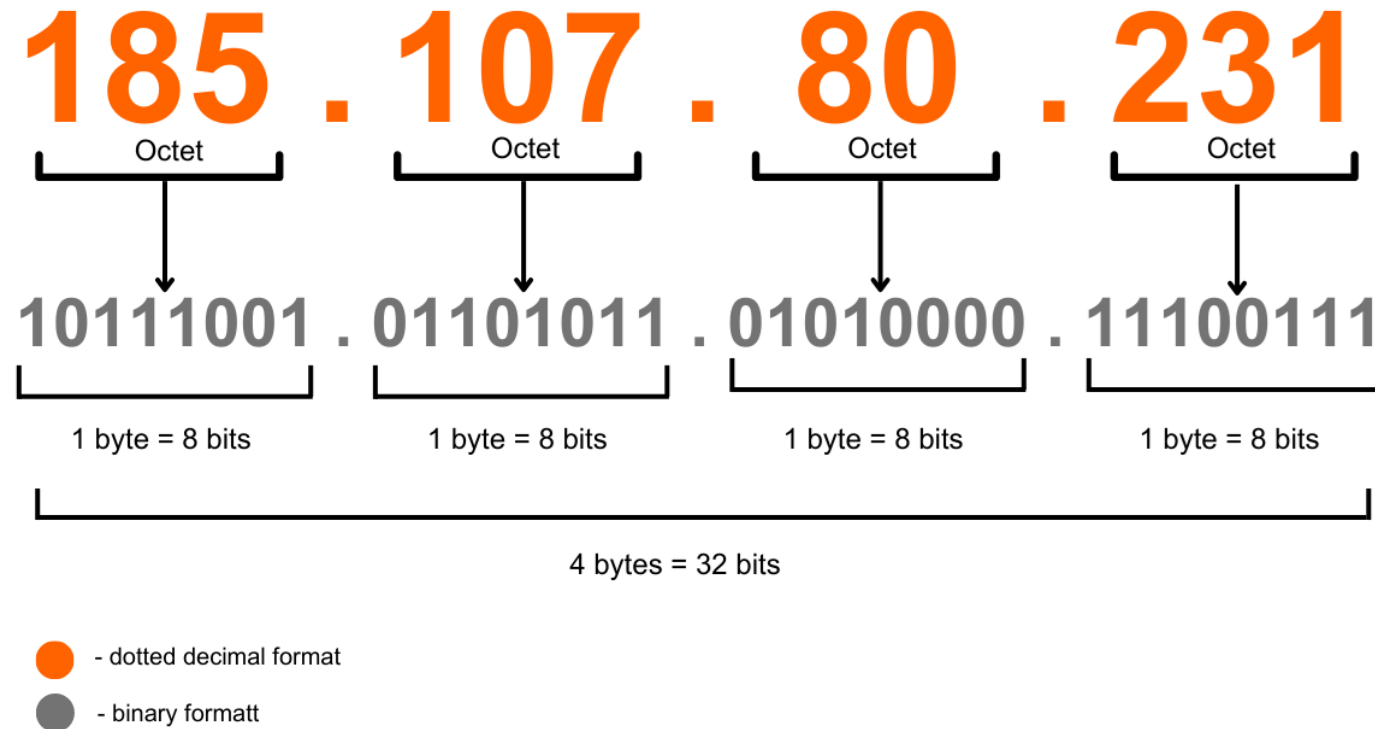 185 . 107 . 80 . 231
Octet Octet Octet Octet
10111001 . 01101011 . 01010000 . 11100111
1 byte = 8 bits 1 byte = 8 bits 1 byte = 8 bits 1 byte = 8 bits
4 bytes = 32 bits
- dotted decimal format
- binary formatt